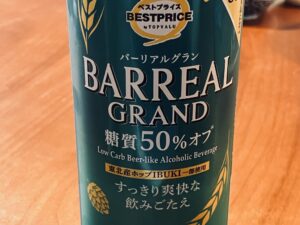 ベストプライス
BESTPRICE
by TOPVALU
バーリアルグラン
BARREAL
GRAND
糖質50%オフ
Low Carb Beer-like Alcoholic Beverage
東北産ホップIBUKI一部使用
すっきり爽快な
飲みごたえ